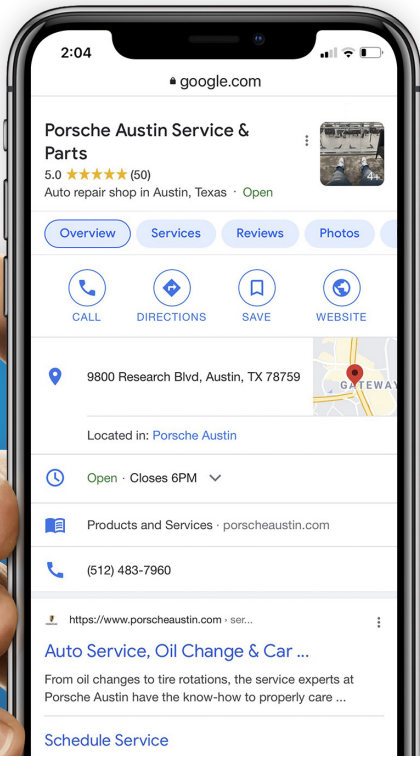 2:04
google.com
Porsche Austin Service &
Parts
5.0 ★★★★★ (50)
4+
Auto repair shop in Austin, Texas · Open
Overview Services Reviews Photos
CALL DIRECTIONS SAVE WEBSITE
9800 Research Blvd, Austin, TX 78759
GATEWAY
Located in: Porsche Austin
Open · Closes 6PM
Products and Services · porscheaustin.com
(512) 483-7960
https://www.porscheaustin.com › ser...
Auto Service, Oil Change & Car ...
From oil changes to tire rotations, the service experts at
Porsche Austin have the know-how to properly care ...
Schedule Service